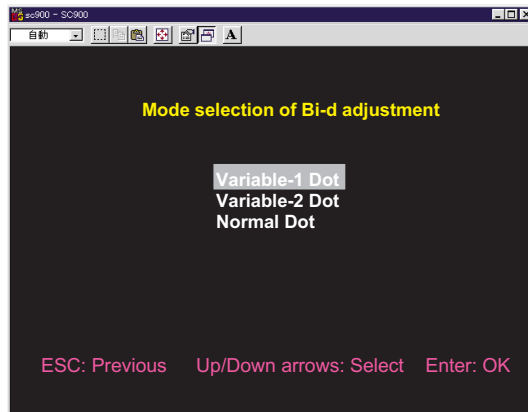 sc900 - SC900
自動
A
Mode selection of Bi-d adjustment
Variable-1 Dot
Variable-2 Dot
Normal Dot
ESC: Previous Up/Down arrows: Select Enter: OK